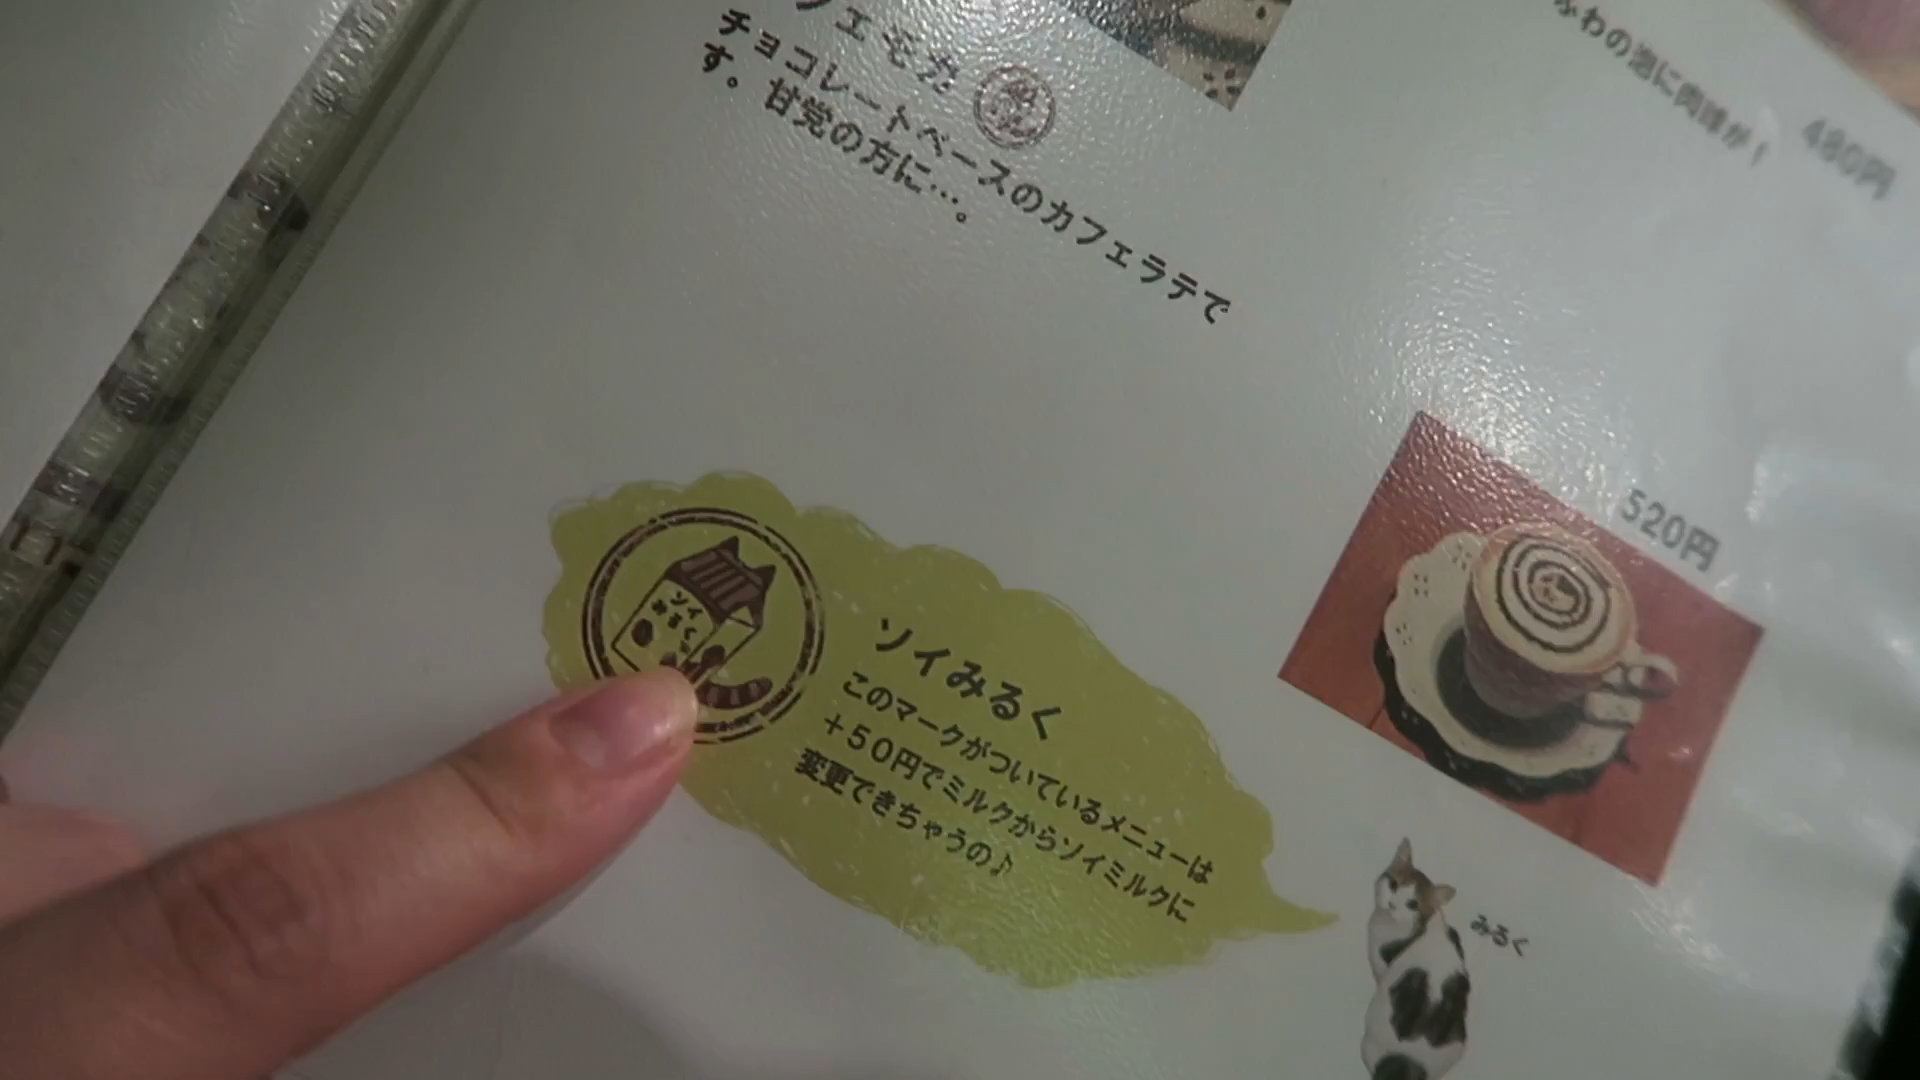 ふわの泡に肉球が！
480円
フェモカ
チョコレートベースのカフェラテで
す。甘党の方に…。
520円
ソイ
みるく
ソイみるく
このマークがついているメニューは
＋５０円でミルクからソイミルクに
変更できちゃうの♪
みるく